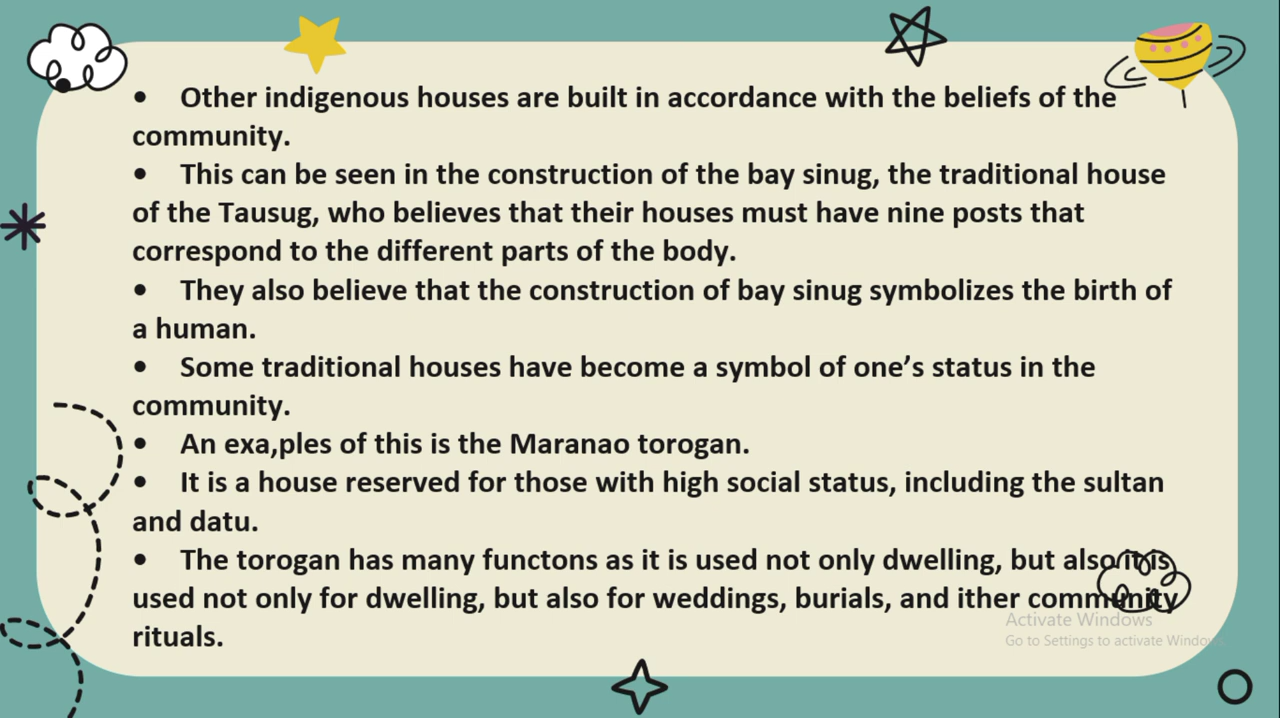 • Other indigenous houses are built in accordance with the beliefs of the
community.
• This can be seen in the construction of the bay sinug, the traditional house
of the Tausug, who believes that their houses must have nine posts that
correspond to the different parts of the body.
• They also believe that the construction of bay sinug symbolizes the birth of
a human.
• Some traditional houses have become a symbol of one’s status in the
community.
• An exa,ples of this is the Maranao torogan.
• It is a house reserved for those with high social status, including the sultan
and datu.
• The torogan has many functons as it is used not only dwelling, but also it is
used not only for dwelling, but also for weddings, burials, and ither community
rituals.
Activate Windows
Go to Settings to activate Windows.